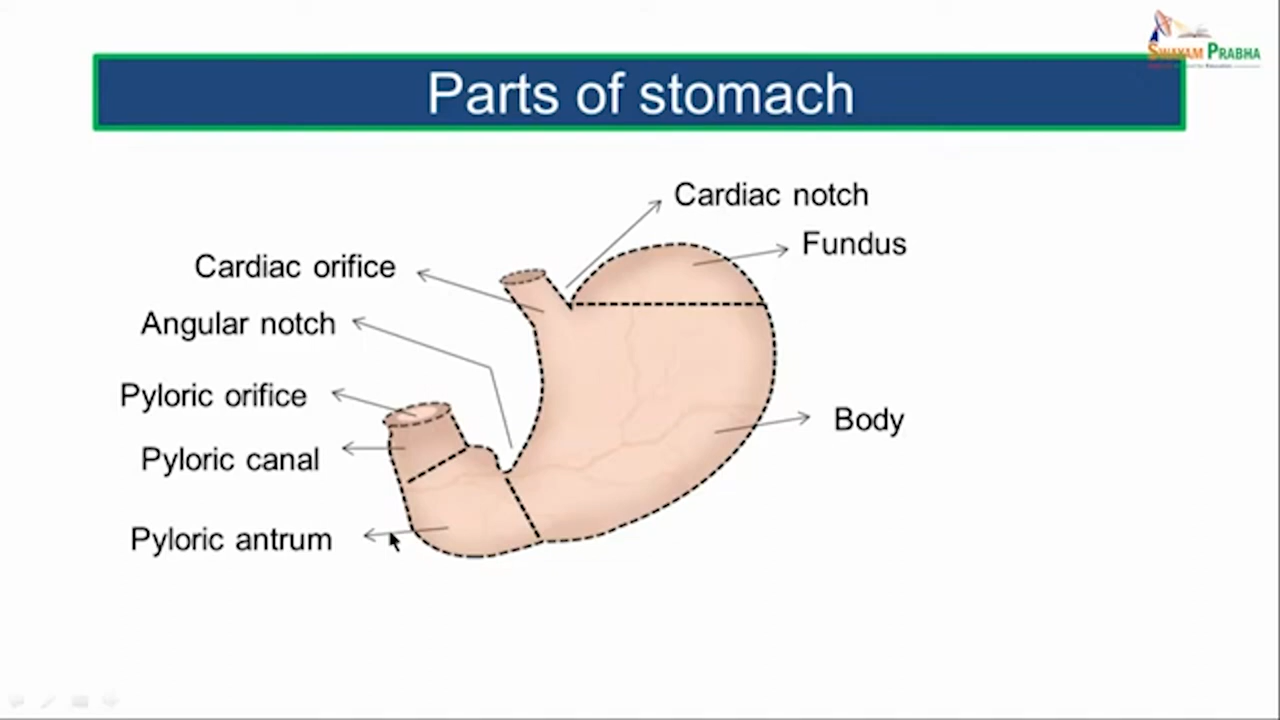 SWAYAM PRABHA
Parts of stomach
Cardiac notch
Fundus
Cardiac orifice
Angular notch
Pyloric orifice
Body
Pyloric canal
Pyloric antrum